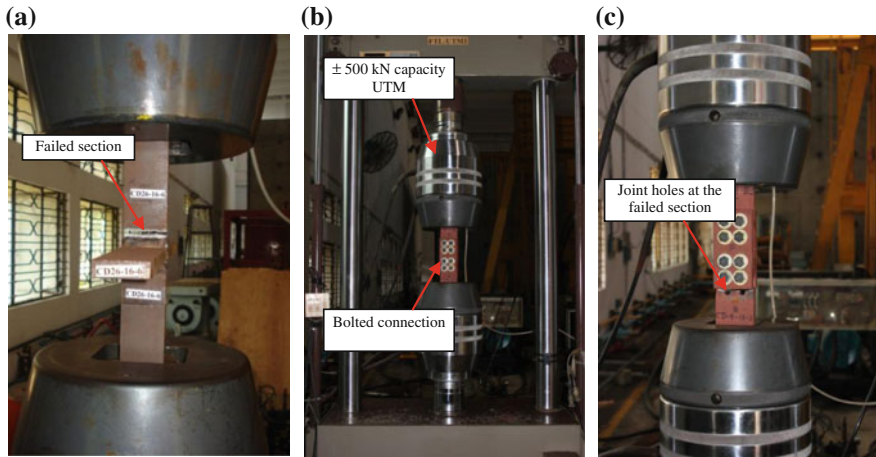 (a)
Failed section
CD26-16-6
CD26-16-6
CD26-16-6
(b)
± 500 kN capacity
UTM
Bolted connection
(c)
Joint holes at the
failed section